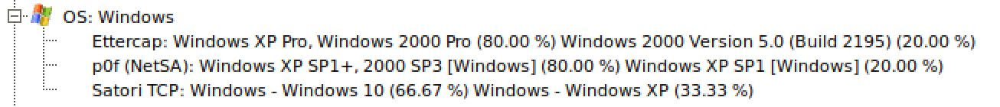 OS: Windows
Ettercap: Windows XP Pro, Windows 2000 Pro (80.00 %) Windows 2000 Version 5.0 (Build 2195) (20.00 %)
p0f (NetSA): Windows XP SP1+, 2000 SP3 [Windows] (80.00 %) Windows XP SP1 [Windows] (20.00 %)
Satori TCP: Windows - Windows 10 (66.67 %) Windows - Windows XP (33.33 %)